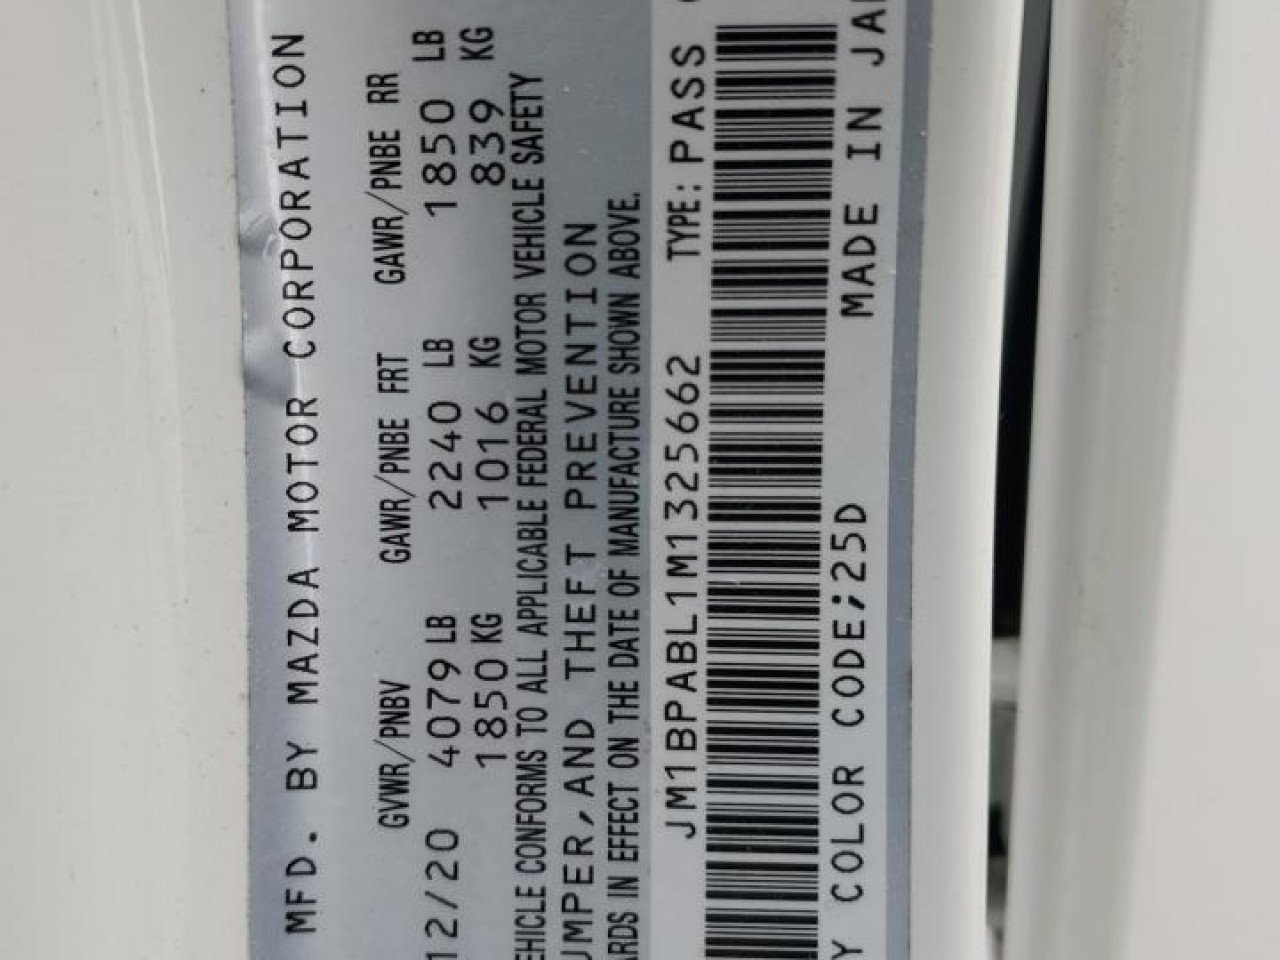 MFD. BY MAZDA MOTOR CORPORATION
GVWR/PNBV GAWR/PNBE FRT GAWR/PNBE RR
12/20 4079 LB 2240 LB 1850 LB
1850 KG 1016 KG 839 KG
EHICLE CONFORMS TO ALL APPLICABLE FEDERAL MOTOR VEHICLE SAFETY
UMPER, AND THEFT PREVENTION
ARDS IN EFFECT ON THE DATE OF MANUFACTURE SHOWN ABOVE.
JM1BPABL1M1325662 TYPE: PASS
Y COLOR CODE;25D MADE IN JA